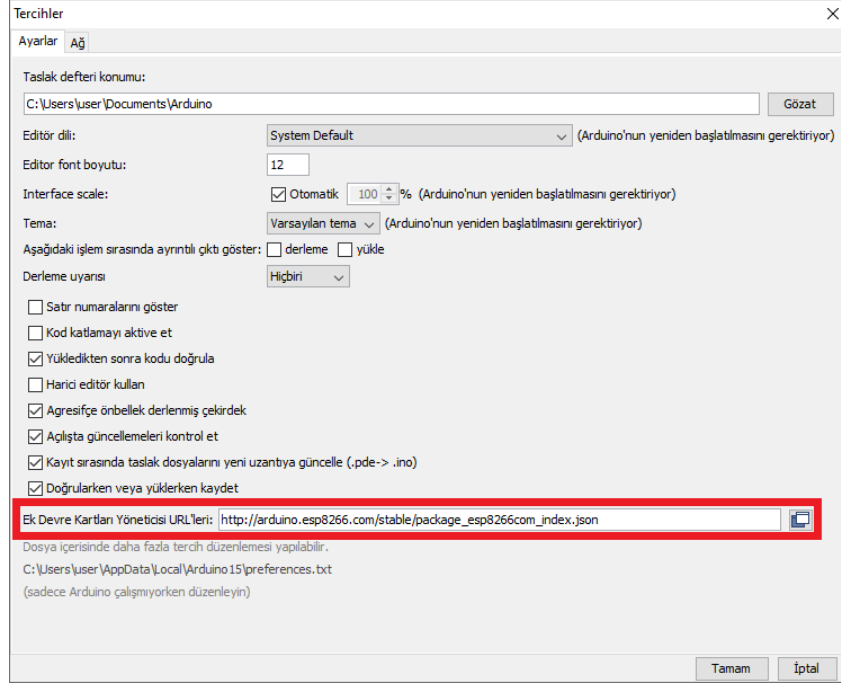 Tercihler
Ayarlar Ağ
Taslak defteri konumu:
C:\Users\user\Documents\Arduino Gözat
Editör dili: System Default (Arduino'nun yeniden başlatılmasını gerektiriyor)
Editor font boyutu: 12
Interface scale: Otomatik 100 % (Arduino'nun yeniden başlatılmasını gerektiriyor)
Tema: Varsayılan tema (Arduino'nun yeniden başlatılmasını gerektiriyor)
Aşağıdaki işlem sırasında ayrıntılı çıktı göster: derleme yükle
Derleme uyarısı Hiçbiri
Satır numaralarını göster
Kod katlamayı aktive et
Yükledikten sonra kodu doğrula
Harici editör kullan
Agresifçe önbellek derlenmiş çekirdek
Açılışta güncellemeleri kontrol et
Kayıt sırasında taslak dosyalarını yeni uzantıya güncelle (.pde-> .ino)
Doğrularken veya yüklerken kaydet
Ek Devre Kartları Yöneticisi URL'leri: http://arduino.esp8266.com/stable/package_esp8266com_index.json
Dosya içerisinde daha fazla tercih düzenlemesi yapılabilir.
C:\Users\user\AppData\Local\Arduino15\preferences.txt
(sadece Arduino çalışmıyorken düzenleyin)
Tamam İptal